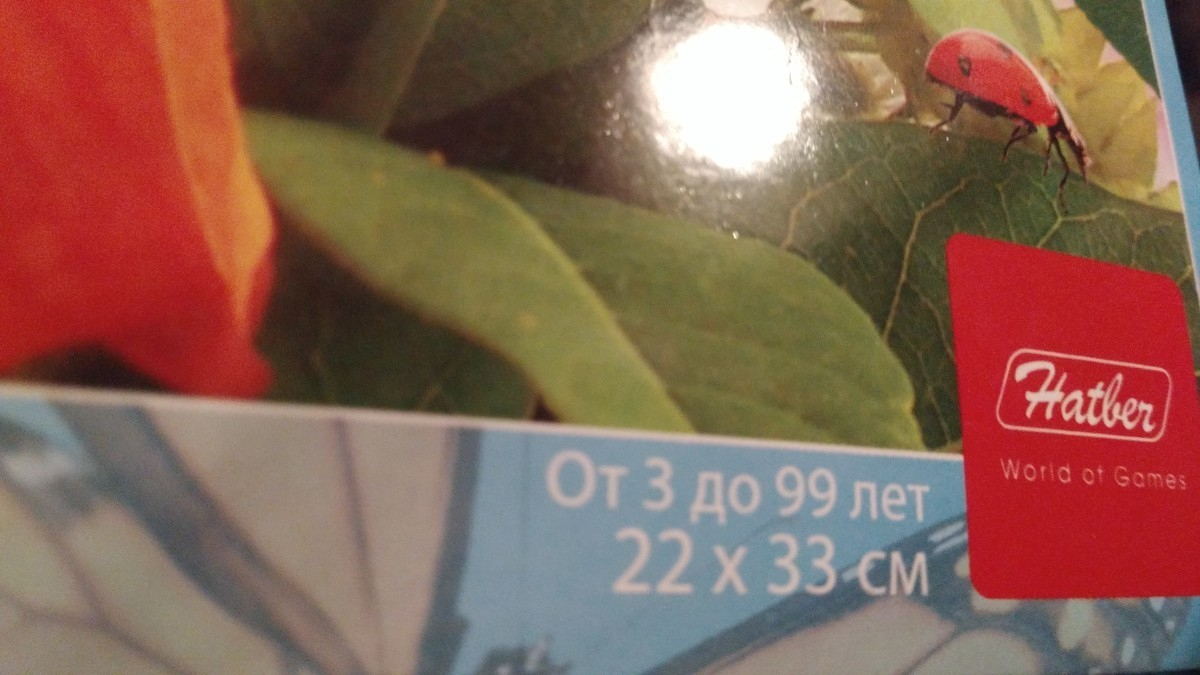 От 3 до 99 лет
22 x 33 см
Hatber
World of Games